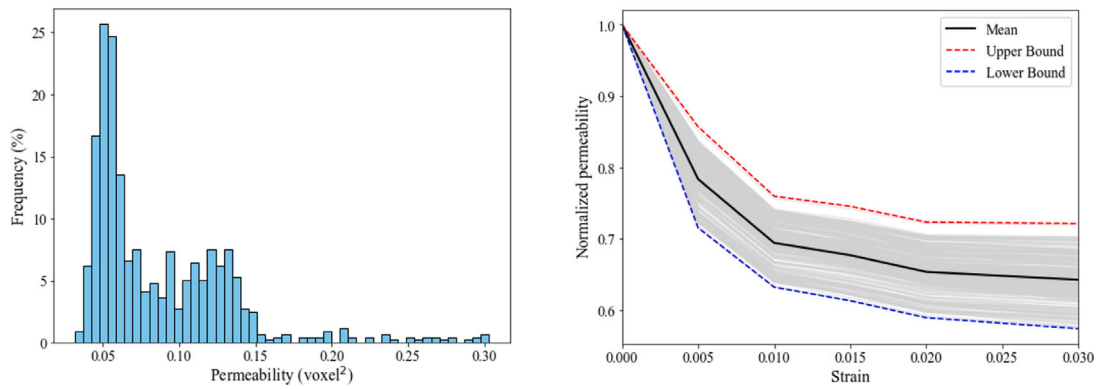 25
20
15
10
5
0
Frequency (%)
0.05 0.10 0.15 0.20 0.25 0.30
Permeability (voxel²)
1.0
0.9
0.8
0.7
0.6
Normalized permeability
Mean
Upper Bound
Lower Bound
0.000 0.005 0.010 0.015 0.020 0.025 0.030
Strain